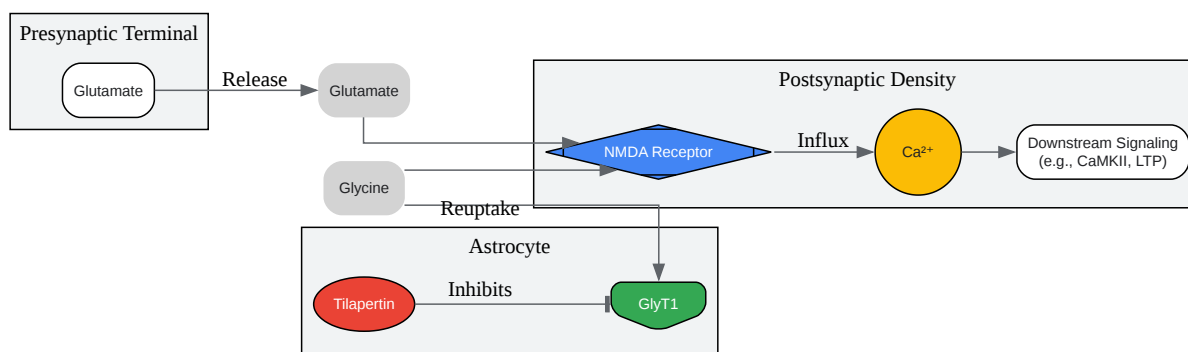 Presynaptic Terminal
Glutamate
Release
Glutamate
Glycine
Reuptake
Postsynaptic Density
NMDA Receptor
Influx
Ca²⁺
Downstream Signaling
(e.g., CaMKII, LTP)
Astrocyte
Tilapertin
Inhibits
GlyT1